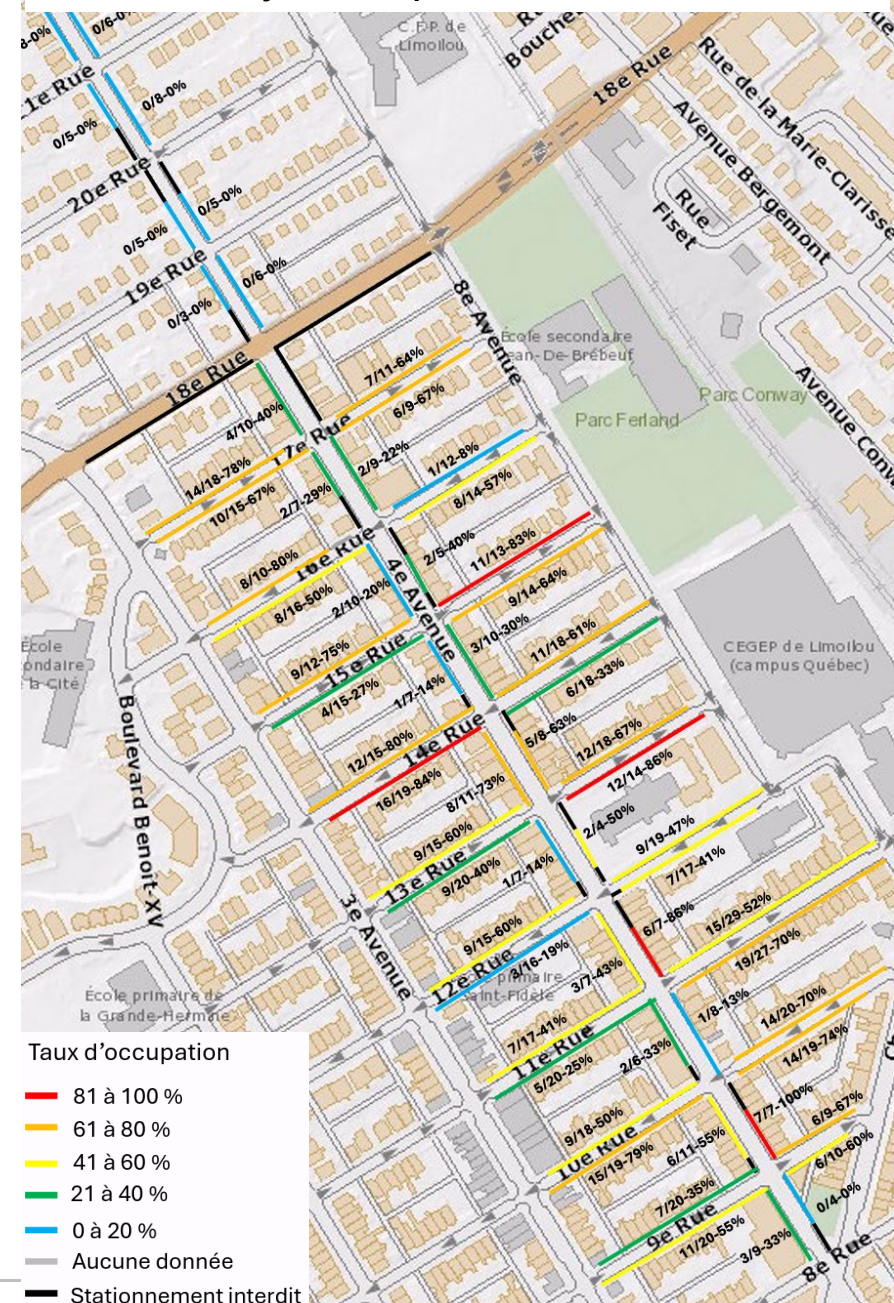 C.F.P. de
Limoilou
18e Rue
Rue de la Marie-Clarisse
Avenue Bergemont
Rue
Fiset
0/8-0%
0/5-0%
20e Rue
0/5-0%
0/5-0%
19e Rue
0/6-0%
0/3-0%
8e Avenue
École secondaire
Jean-De-Brébeuf
Parc Conway
Parc Ferland
18e Rue
7/11-64%
6/9-67%
4/10-40%
17e Rue
14/18-78%
10/15-67%
2/7-29%
2/9-22%
1/12-8%
8/14-57%
16e Rue
8/10-80%
8/16-50%
2/10-20%
4e Avenue
2/5-40%
11/13-83%
9/14-64%
3/10-30%
11/18-61%
6/18-33%
CEGEP de Limoilou
(campus Québec)
9/12-75%
15e Rue
4/15-27%
1/7-14%
5/8-63%
12/18-67%
12/14-86%
Boulevard Benoit-XV
12/15-80%
14e Rue
16/19-84%
8/11-73%
2/4-50%
9/19-47%
7/17-41%
9/15-60%
13e Rue
9/20-40%
1/7-14%
3e Avenue
6/7-86%
15/29-52%
19/27-70%
9/15-60%
12e Rue
3/16-19%
3/7-43%
1/8-13%
14/20-70%
14/19-74%
École primaire de
la Grande-Hermine
7/17-41%
11e Rue
5/20-25%
2/6-33%
7/7-100%
6/9-67%
6/10-60%
0/4-0%
9/18-50%
10e Rue
15/19-79%
6/11-55%
7/20-35%
9e Rue
11/20-55%
3/9-33%
8e Rue
Taux d’occupation
81 à 100 %
61 à 80 %
41 à 60 %
21 à 40 %
0 à 20 %
Aucune donnée
Stationnement interdit